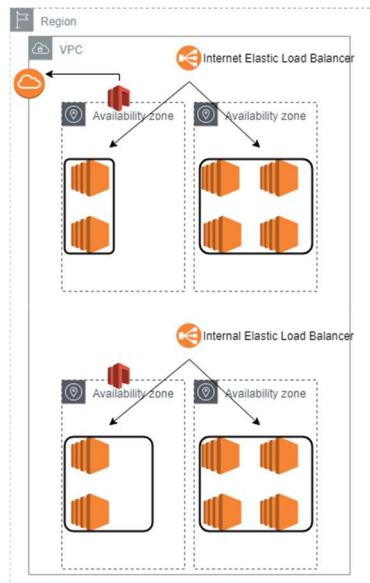 Region
VPC
Internet Elastic Load Balancer
Availability zone
Availability zone
Internal Elastic Load Balancer
Availability zone
Availability zone